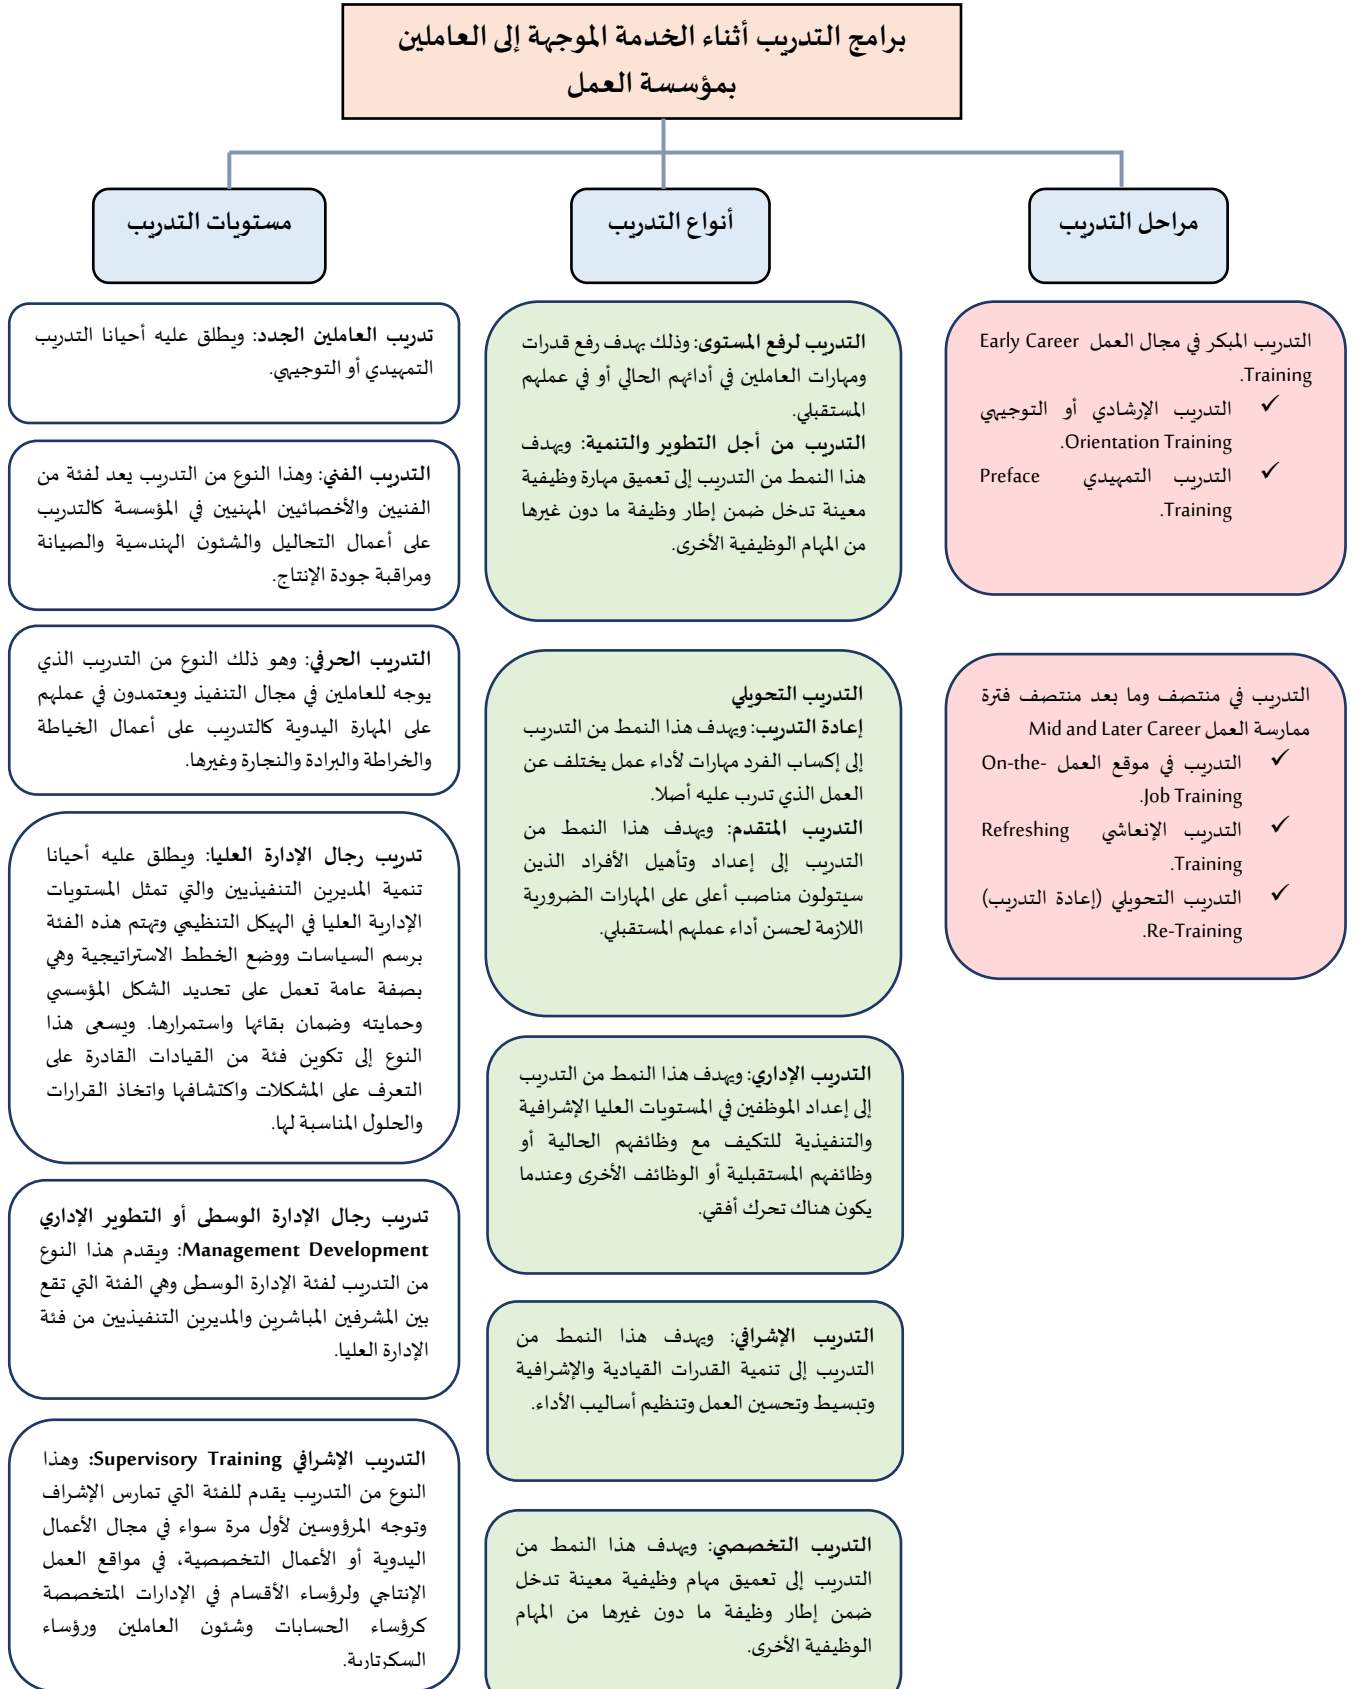 برامج التدريب أثناء الخدمة الموجهة إلى العاملين
بمؤسسة العمل
مراحل التدريب
أنواع التدريب
مستويات التدريب
التدريب المبكر في مجال العمل Early Career
Training.
✓ التدريب الإرشادي أو التوجيهي
Orientation Training.
✓ التدريب التمهيدي Preface
Training.
التدريب في منتصف وما بعد منتصف فترة
ممارسة العمل Mid and Later Career
✓ التدريب في موقع العمل On-the-
Job Training.
✓ التدريب الإنعاشي Refreshing
Training.
✓ التدريب التحويلي (إعادة التدريب)
Re-Training.
التدريب لرفع المستوى: وذلك بهدف رفع قدرات
ومهارات العاملين في أدائهم الحالي أو في عملهم
المستقبلي.
التدريب من أجل التطوير والتنمية: ويهدف
هذا النمط من التدريب إلى تعميق مهارة وظيفية
معينة تدخل ضمن إطار وظيفة ما دون غيرها
من المهام الوظيفية الأخرى.
التدريب التحويلي
إعادة التدريب: ويهدف هذا النمط من التدريب
إلى إكساب الفرد مهارات لأداء عمل يختلف عن
العمل الذي تدرب عليه أصلا.
التدريب المتقدم: ويهدف هذا النمط من
التدريب إلى إعداد وتأهيل الأفراد الذين
سيتولون مناصب أعلى على المهارات الضرورية
اللازمة لحسن أداء عملهم المستقبلي.
التدريب الإداري: ويهدف هذا النمط من التدريب
إلى إعداد الموظفين في المستويات العليا الإشرافية
والتنفيذية للتكيف مع وظائفهم الحالية أو
وظائفهم المستقبلية أو الوظائف الأخرى وعندما
يكون هناك تحرك أفقي.
التدريب الإشرافي: ويهدف هذا النمط من
التدريب إلى تنمية القدرات القيادية والإشرافية
وتبسيط وتحسين العمل وتنظيم أساليب الأداء.
التدريب التخصصي: ويهدف هذا النمط من
التدريب إلى تعميق مهام وظيفية معينة تدخل
ضمن إطار وظيفة ما دون غيرها من المهام
الوظيفية الأخرى.
تدريب العاملين الجدد: ويطلق عليه أحيانا التدريب
التمهيدي أو التوجيهي.
التدريب الفني: وهذا النوع من التدريب يعد لفئة من
الفنيين والأخصائيين المهنيين في المؤسسة كالتدريب
على أعمال التحاليل والشئون الهندسية والصيانة
ومراقبة جودة الإنتاج.
التدريب الحرفي: وهو ذلك النوع من التدريب الذي
يوجه للعاملين في مجال التنفيذ ويعتمدون في عملهم
على المهارة اليدوية كالتدريب على أعمال الخياطة
والخراطة والبرادة والنجارة وغيرها.
تدريب رجال الإدارة العليا: ويطلق عليه أحيانا
تنمية المديرين التنفيذيين والتي تمثل المستويات
الإدارية العليا في الهيكل التنظيمي وتهتم هذه الفئة
برسم السياسات ووضع الخطط الاستراتيجية وهي
بصفة عامة تعمل على تحديد الشكل المؤسسي
وحمايته وضمان بقائها واستمرارها. ويسعى هذا
النوع إلى تكوين فئة من القيادات القادرة على
التعرف على المشكلات واكتشافها واتخاذ القرارات
والحلول المناسبة لها.
تدريب رجال الإدارة الوسطى أو التطوير الإداري
Management Development: ويقدم هذا النوع
من التدريب لفئة الإدارة الوسطى وهي الفئة التي تقع
بين المشرفين المباشرين والمديرين التنفيذيين من فئة
الإدارة العليا.
التدريب الإشرافي Supervisory Training: وهذا
النوع من التدريب يقدم للفئة التي تمارس الإشراف
وتوجه المرؤوسين لأول مرة سواء في مجال الأعمال
اليدوية أو الأعمال التخصصية، في مواقع العمل
الإنتاجي ولرؤساء الأقسام في الإدارات المتخصصة
كرؤساء الحسابات وشئون العاملين ورؤساء
السكرتارية.